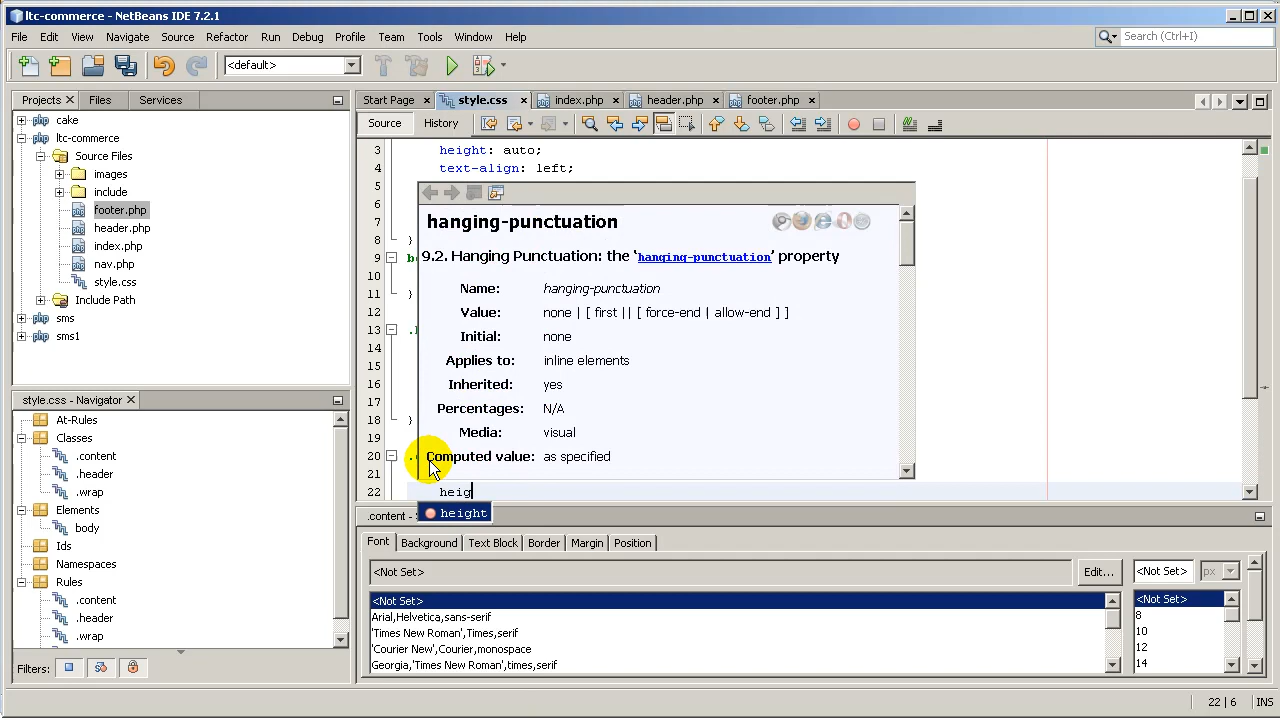 ltc-commerce - NetBeans IDE 7.2.1
File Edit View Navigate Source Refactor Run Debug Profile Team Tools Window Help
Search (Ctrl+I)
<default>
Projects Files Services
cake
ltc-commerce
Source Files
images
include
footer.php
header.php
index.php
nav.php
style.css
Include Path
sms
sms1
style.css - Navigator
At-Rules
Classes
.content
.header
.wrap
Elements
body
Ids
Namespaces
Rules
.content
.header
.wrap
Filters:
Start Page style.css index.php header.php footer.php
Source History
3 height: auto;
4 text-align: left;
5
6
7
8 }
9
10
11 }
12
13
14
15
16
17
18 }
19
20
21
22 heig
hanging-punctuation
9.2. Hanging Punctuation: the ‘hanging-punctuation’ property
Name: hanging-punctuation
Value: none | [ first || [ force-end | allow-end ] ]
Initial: none
Applies to: inline elements
Inherited: yes
Percentages: N/A
Media: visual
Computed value: as specified
height
.content -
Font Background Text Block Border Margin Position
<Not Set> Edit... <Not Set> px
<Not Set>
Arial,Helvetica,sans-serif
'Times New Roman',Times,serif
'Courier New',Courier,monospace
Georgia,'Times New Roman',times,serif
<Not Set>
8
10
12
14
22 | 6 INS